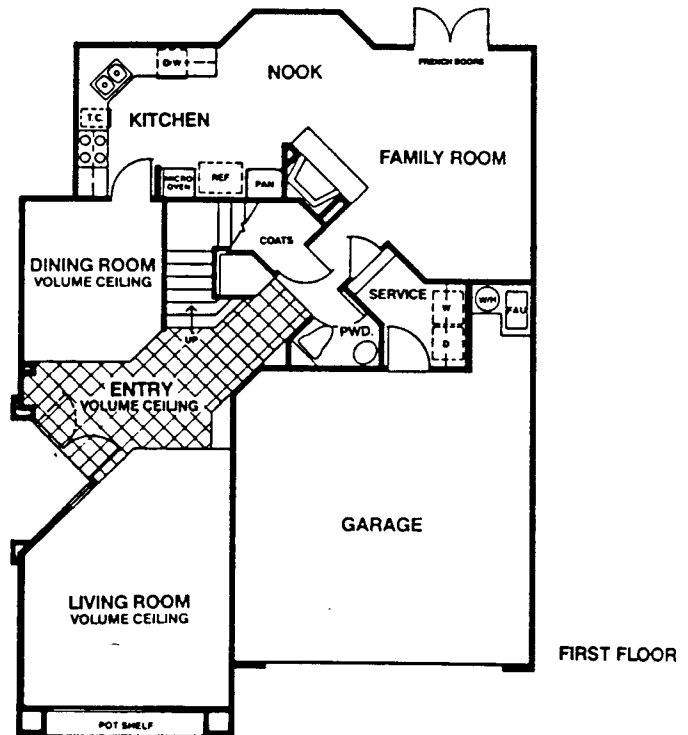 FRENCH DOORS
D·W
NOOK
T.C.
KITCHEN
FAMILY ROOM
MICRO
OVEN
REF
PAN
COATS
DINING ROOM
VOLUME CEILING
SERVICE
W
D
W/H
FAU
UP
PWD.
ENTRY
VOLUME CEILING
GARAGE
LIVING ROOM
VOLUME CEILING
FIRST FLOOR
POT SHELF